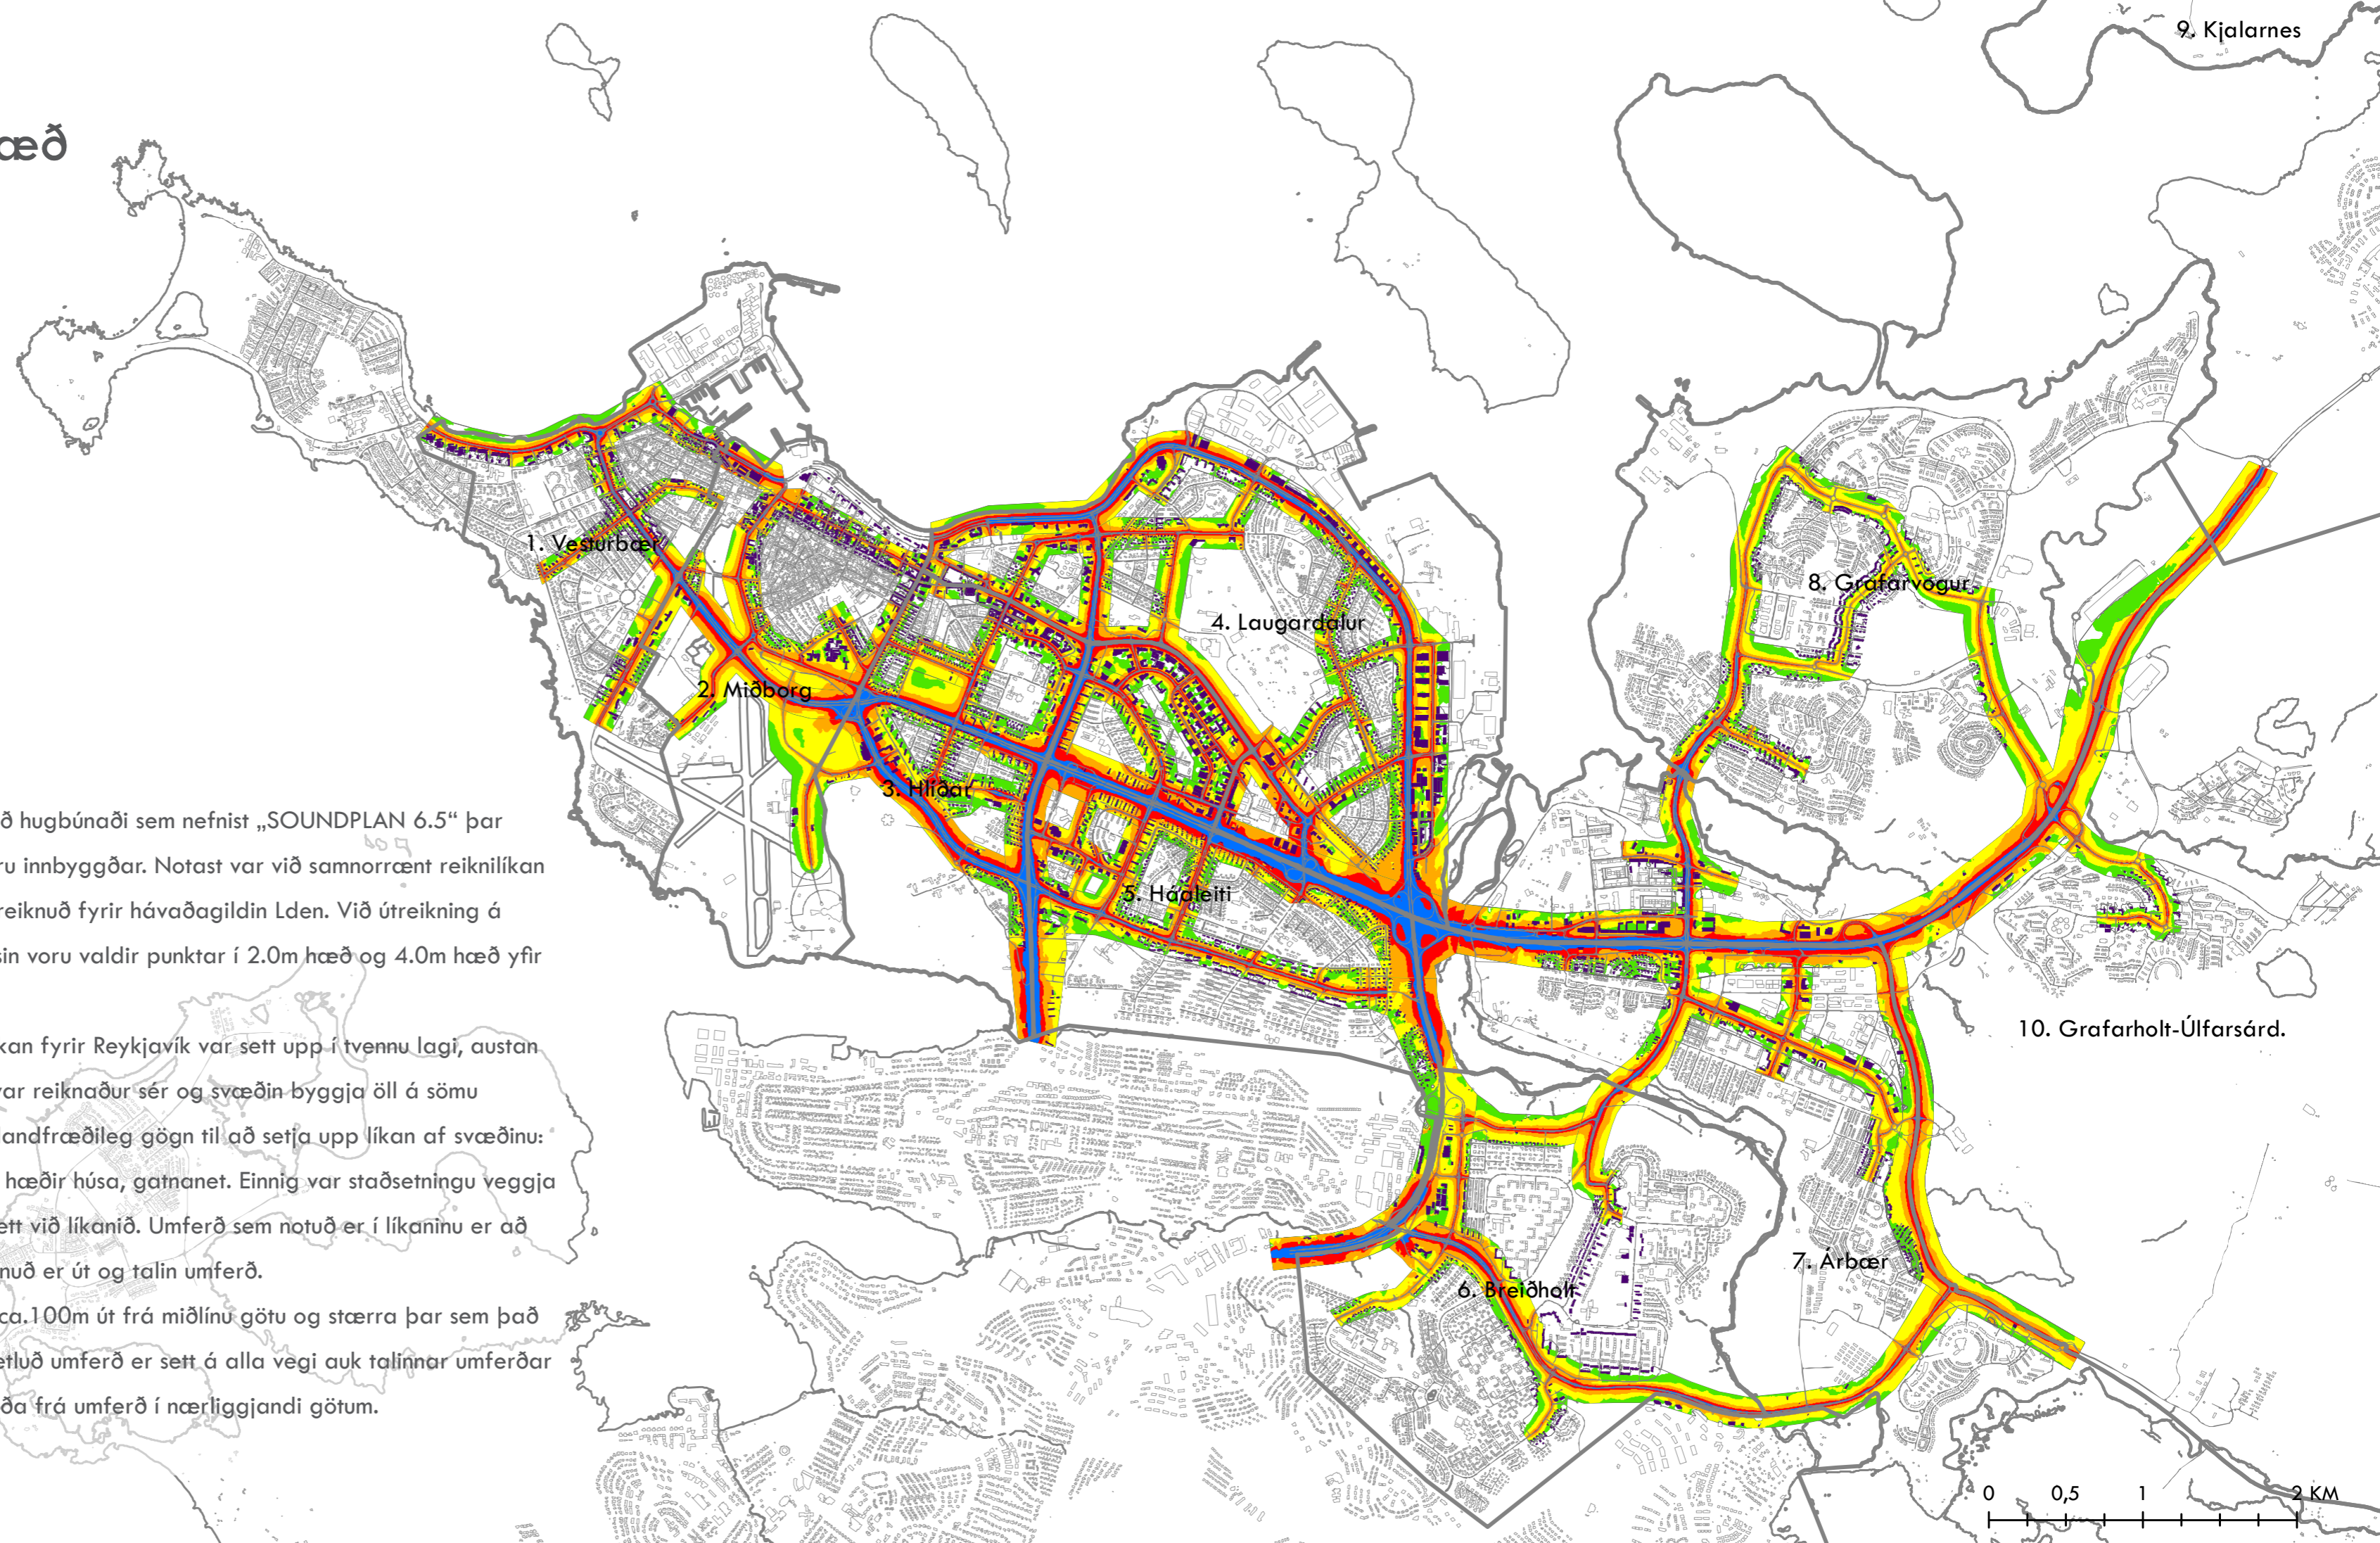 9. Kjalarnes
æð
1. Vesturbær
8. Grafarvogur
4. Laugardalur
2. Miðborg
3. Hlíðar
5. Háaleiti
ð hugbúnaði sem nefnist „SOUNDPLAN 6.5“ þar
ru innbyggðar. Notast var við samnorrænt reiknilíkan
reiknuð fyrir hávaðagildin Lden. Við útreikning á
sin voru valdir punktar í 2.0m hæð og 4.0m hæð yfir
kan fyrir Reykjavík var sett upp í tvennu lagi, austan
var reiknaður sér og svæðin byggja öll á sömu
landfræðileg gögn til að setja upp líkan af svæðinu:
hæðir húsa, gatnanet. Einnig var staðsetningu veggja
ett við líkanið. Umferð sem notuð er í líkaninu er að
nuð er út og talin umferð.
ca.100m út frá miðlínu götu og stærra þar sem það
etluð umferð er sett á alla vegi auk talinnar umferðar
ða frá umferð í nærliggjandi götum.
10. Grafarholt-Úlfarsárd.
7. Árbær
6. Breiðholt
0 0,5 1 2 KM